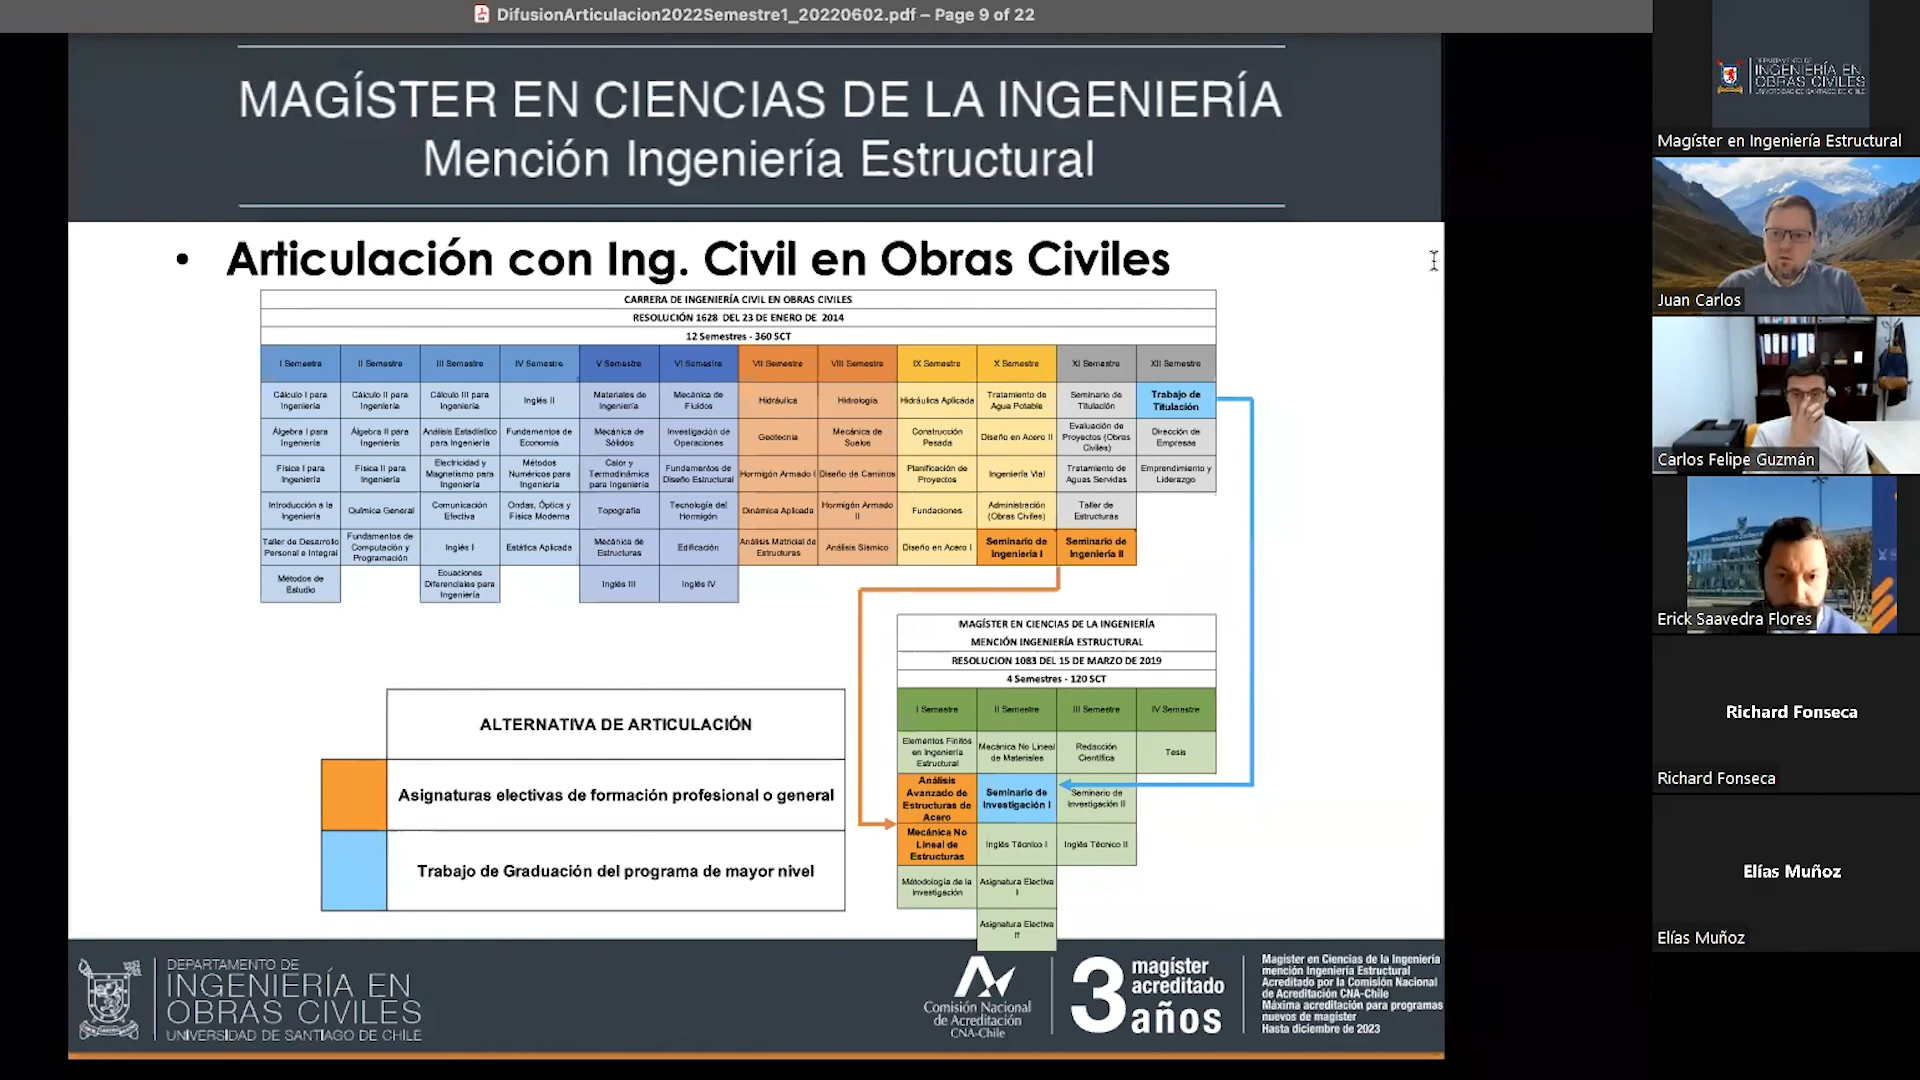 DifusionArticulacion2022Semestre1_20220602.pdf – Page 9 of 22
MAGÍSTER EN CIENCIAS DE LA INGENIERÍA
Mención Ingeniería Estructural
• Articulación con Ing. Civil en Obras Civiles
CARRERA DE INGENIERÍA CIVIL EN OBRAS CIVILES
RESOLUCIÓN 1628 DEL 23 DE ENERO DE 2014
12 Semestres - 360 SCT
I Semestre II Semestre III Semestre IV Semestre V Semestre VI Semestre VII Semestre VIII Semestre IX Semestre X Semestre XI Semestre XII Semestre
Cálculo I para Ingeniería Cálculo II para Ingeniería Cálculo III para Ingeniería Inglés II Materiales de Ingeniería Mecánica de Fluidos Hidráulica Hidrología Hidráulica Aplicada Tratamiento de Agua Potable Seminario de Titulación Trabajo de Titulación
Álgebra I para Ingeniería Álgebra II para Ingeniería Análisis Estadístico para Ingeniería Fundamentos de Economía Mecánica de Sólidos Investigación de Operaciones Geotecnia Mecánica de Suelos Construcción Pesada Diseño en Acero II Evaluación de Proyectos (Obras Civiles) Dirección de Empresas
Física I para Ingeniería Física II para Ingeniería Electricidad y Magnetismo para Ingeniería Métodos Numéricos para Ingeniería Calor y Termodinámica para Ingeniería Fundamentos de Diseño Estructural Hormigón Armado I Diseño de Caminos Planificación de Proyectos Ingeniería Vial Tratamiento de Aguas Servidas Emprendimiento y Liderazgo
Introducción a la Ingeniería Química General Comunicación Efectiva Ondas, Óptica y Física Moderna Topografía Tecnología del Hormigón Dinámica Aplicada Hormigón Armado II Fundaciones Administración (Obras Civiles) Taller de Estructuras
Taller de Desarrollo Personal e Integral Fundamentos de Computación y Programación Inglés I Estática Aplicada Mecánica de Estructuras Edificación Análisis Matricial de Estructuras Análisis Sísmico Diseño en Acero I Seminario de Ingeniería I Seminario de Ingeniería II
Métodos de Estudio Ecuaciones Diferenciales para Ingeniería Inglés III Inglés IV
MAGÍSTER EN CIENCIAS DE LA INGENIERÍA
MENCIÓN INGENIERÍA ESTRUCTURAL
RESOLUCION 1083 DEL 15 DE MARZO DE 2019
4 Semestres - 120 SCT
I Semestre II Semestre III Semestre IV Semestre
Elementos Finitos en Ingeniería Estructural Mecánica No Lineal de Materiales Redacción Científica Tesis
Análisis Avanzado de Estructuras de Acero Seminario de Investigación I Seminario de Investigación II
Mecánica No Lineal de Estructuras Inglés Técnico I Inglés Técnico II
Metodología de la Investigación Asignatura Electiva I
Asignatura Electiva II
ALTERNATIVA DE ARTICULACIÓN
Asignaturas electivas de formación profesional o general
Trabajo de Graduación del programa de mayor nivel
DEPARTAMENTO DE
INGENIERÍA EN
OBRAS CIVILES
UNIVERSIDAD DE SANTIAGO DE CHILE
Comisión Nacional
de Acreditación
CNA-Chile
3 magíster
acreditado
años
Magíster en Ciencias de la Ingeniería
mención Ingeniería Estructural
Acreditado por la Comisión Nacional
de Acreditación CNA-Chile
Máxima acreditación para programas
nuevos de magíster
Hasta diciembre de 2023
DEPARTAMENTO DE
INGENIERÍA EN
OBRAS CIVILES
UNIVERSIDAD DE SANTIAGO DE CHILE
Magíster en Ingeniería Estructural
Juan Carlos
Carlos Felipe Guzmán
Erick Saavedra Flores
Richard Fonseca
Richard Fonseca
Elías Muñoz
Elías Muñoz